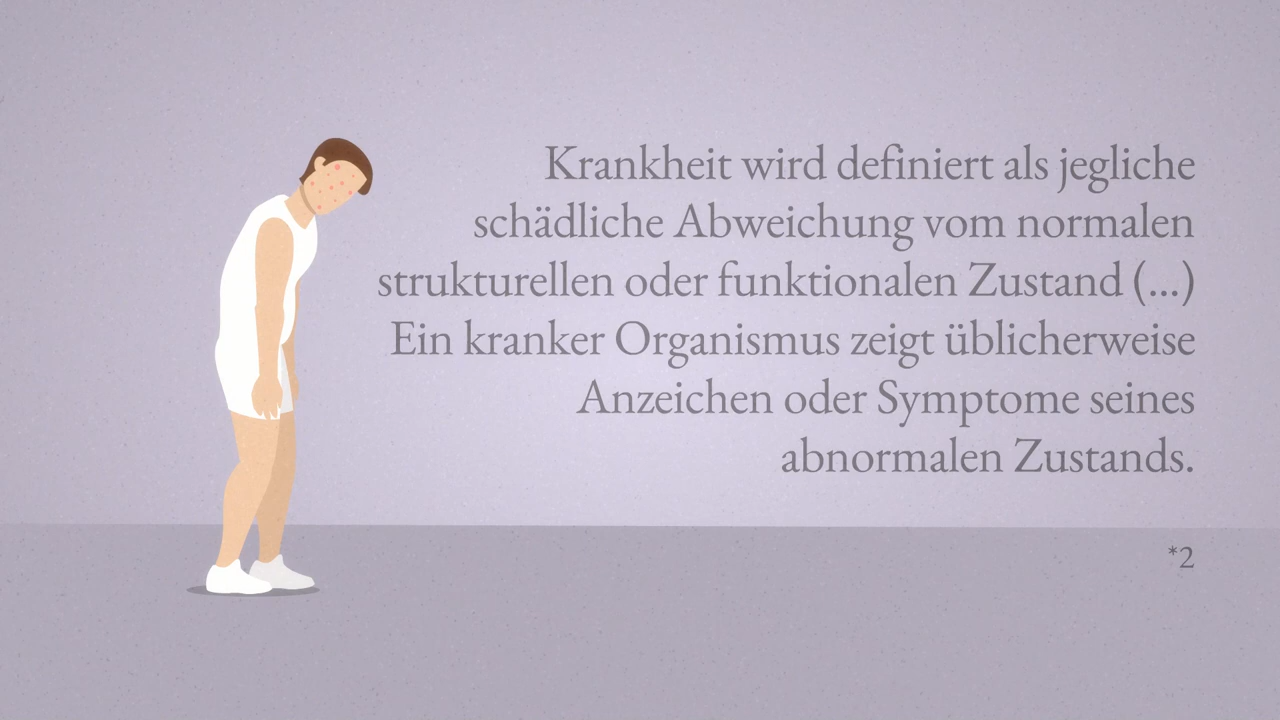 Krankheit wird definiert als jegliche
schädliche Abweichung vom normalen
strukturellen oder funktionalen Zustand (...)
Ein kranker Organismus zeigt üblicherweise
Anzeichen oder Symptome seines
abnormalen Zustands.
*2